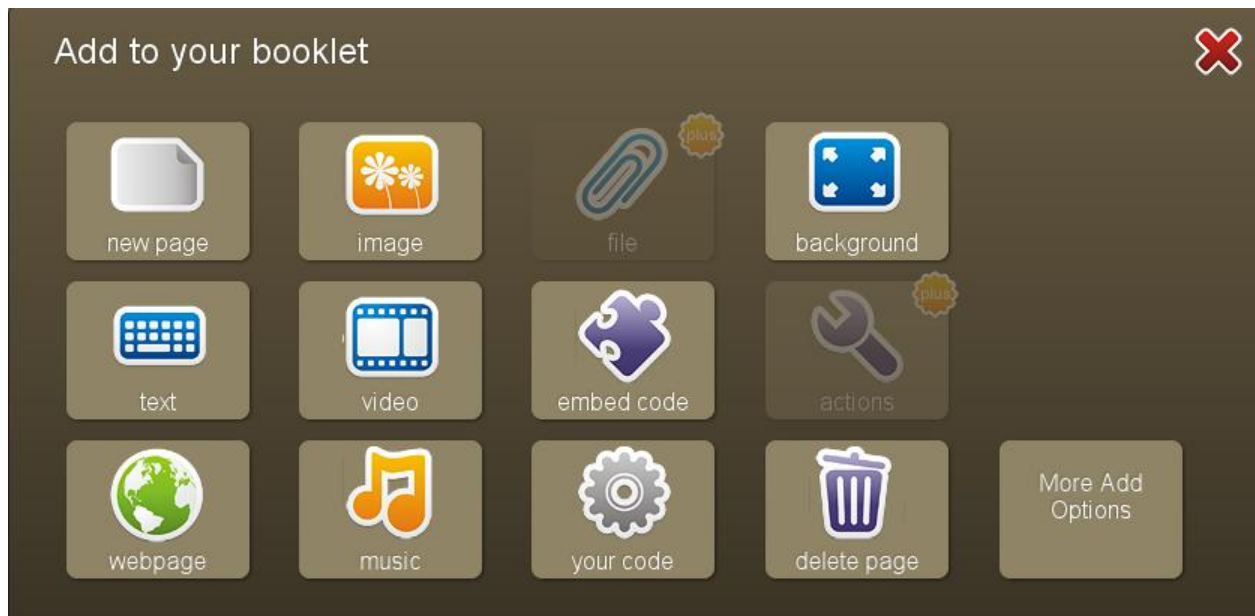 Add to your booklet
new page
image
plus
file
background
text
video
embed code
plus
actions
webpage
music
your code
delete page
More Add
Options